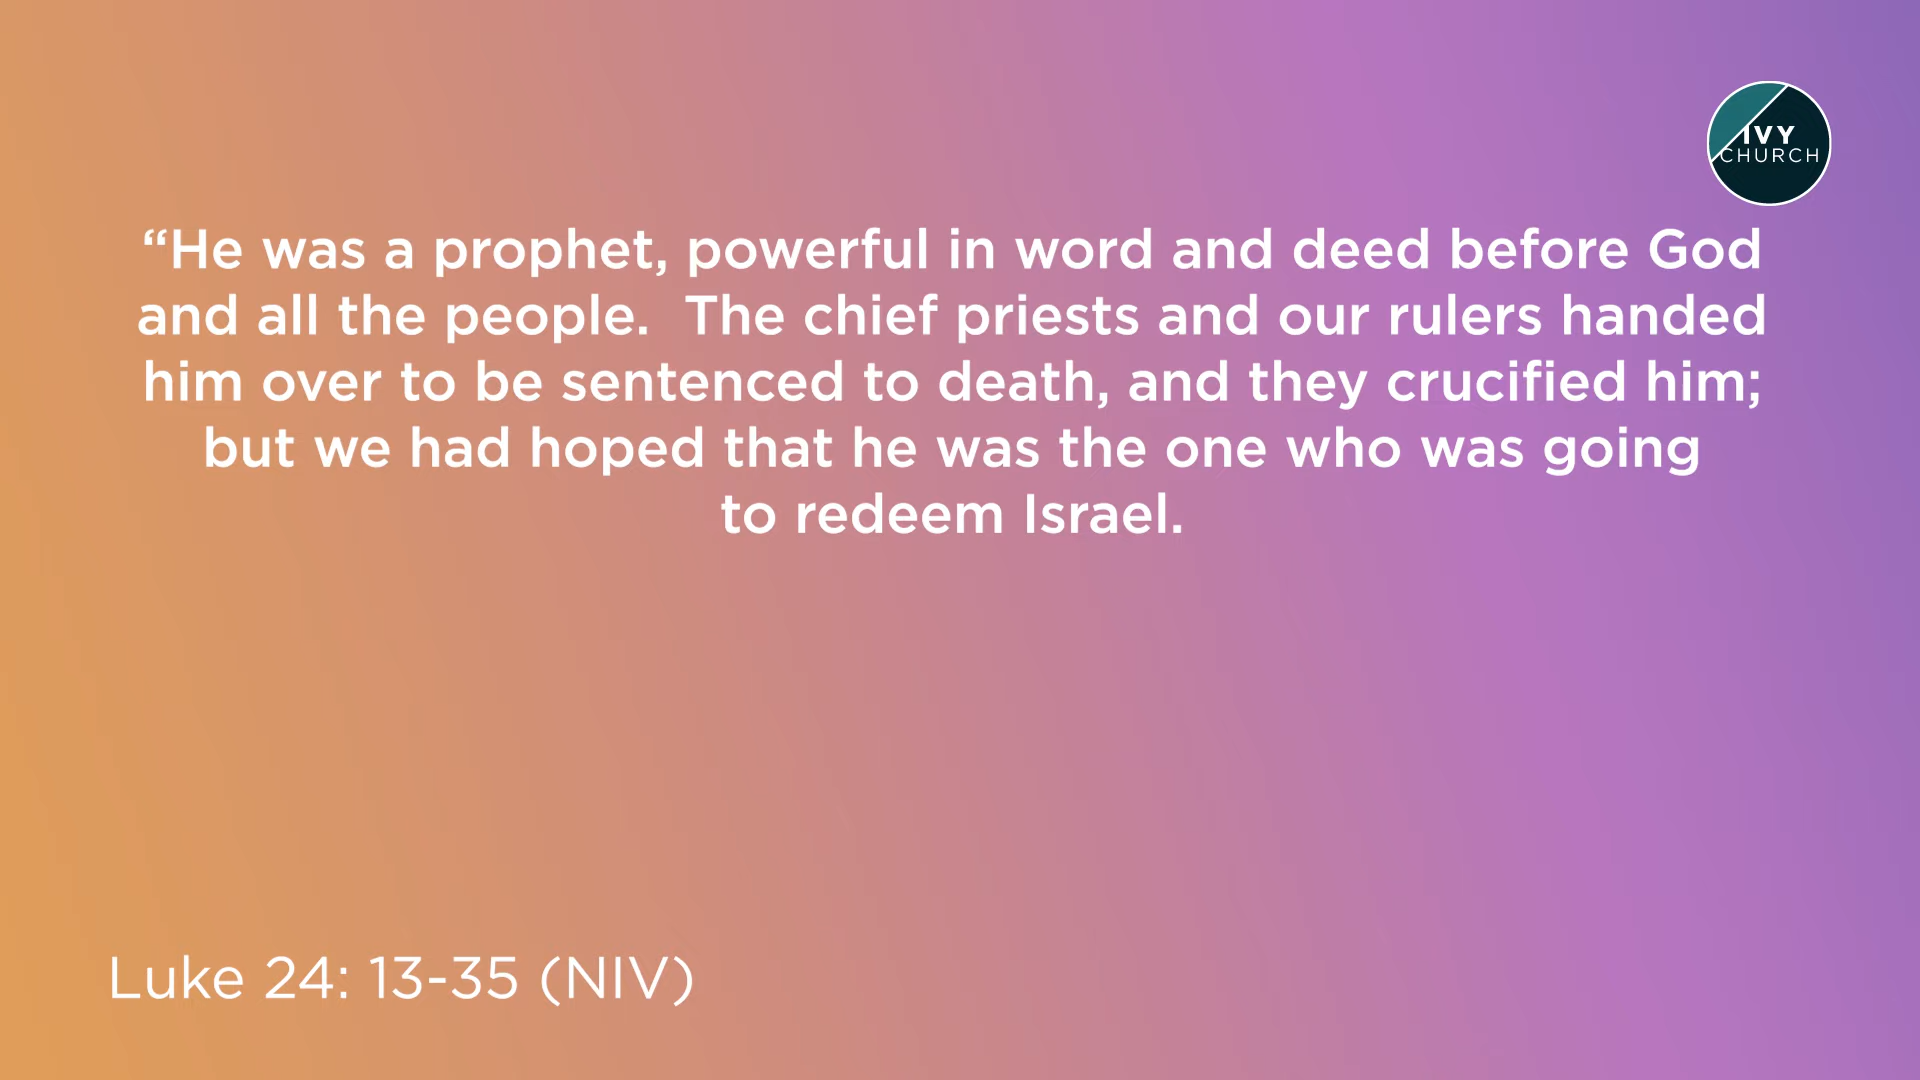 IVY
CHURCH
“He was a prophet, powerful in word and deed before God
and all the people.  The chief priests and our rulers handed
him over to be sentenced to death, and they crucified him;
but we had hoped that he was the one who was going
to redeem Israel.
Luke 24: 13-35 (NIV)